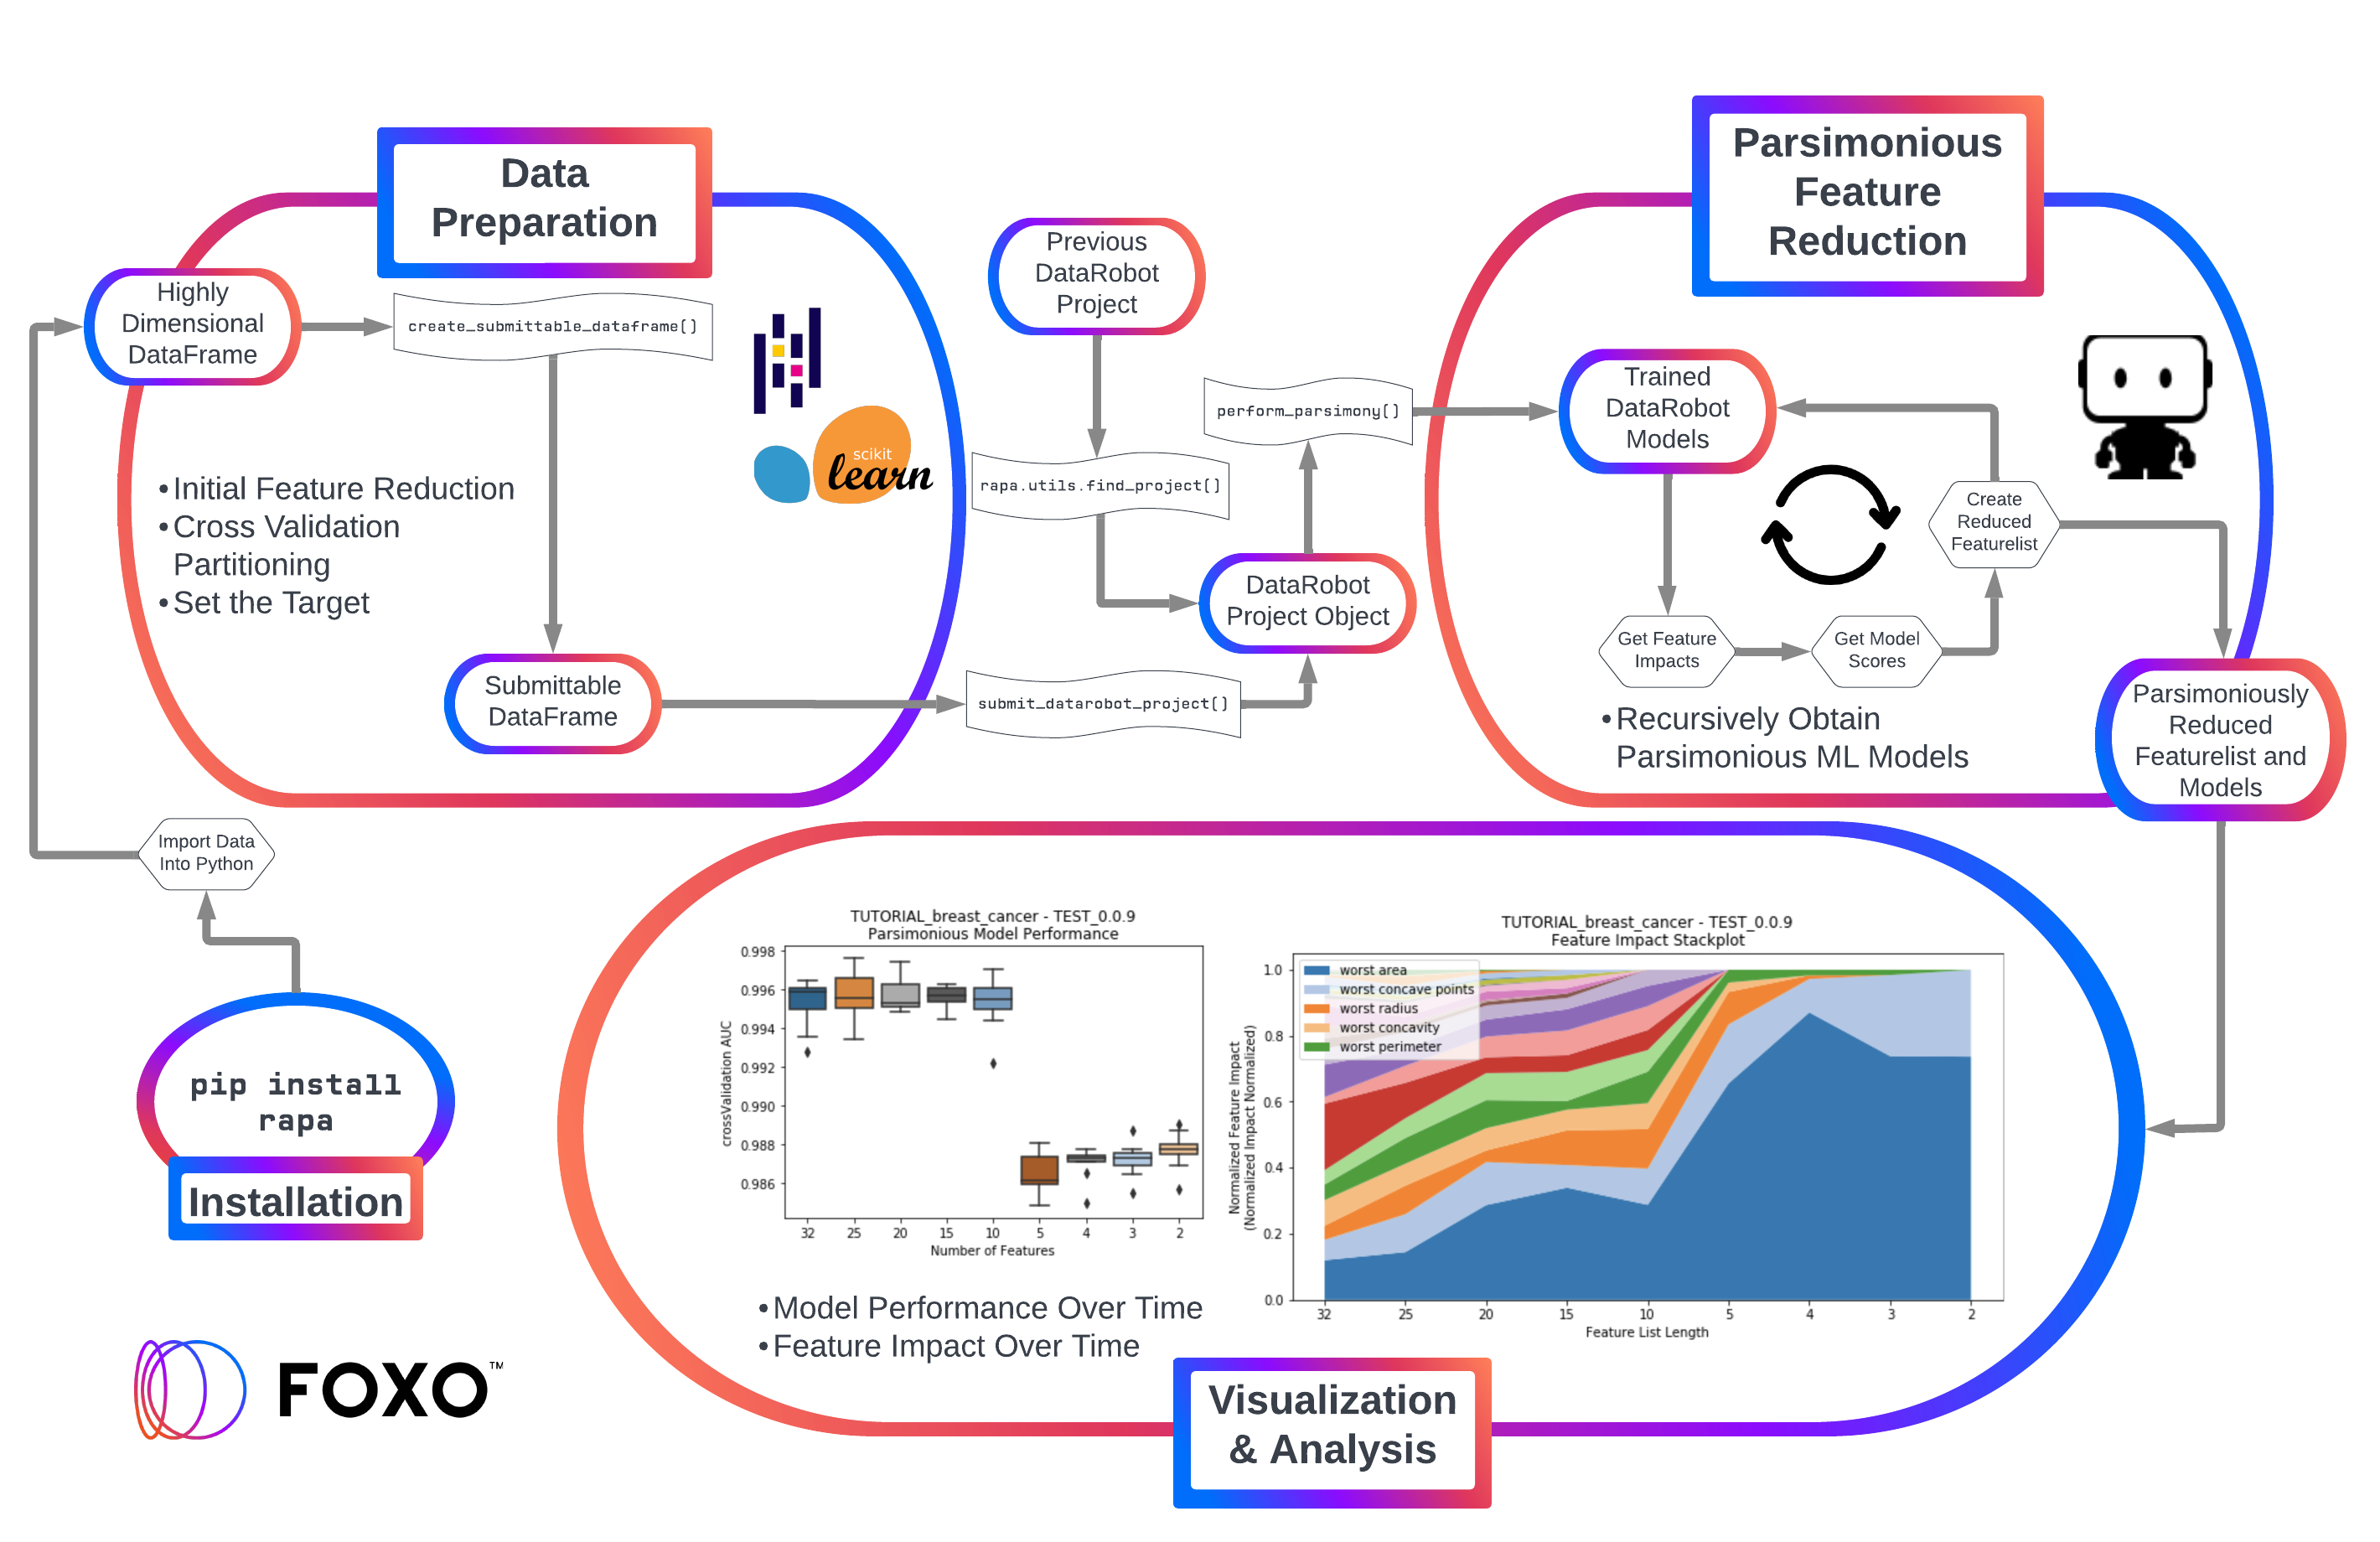 Data
Preparation
Highly
Dimensional
DataFrame
create_submittable_dataframe()
scikit
learn
•Initial Feature Reduction
•Cross Validation
Partitioning
•Set the Target
Submittable
DataFrame
Previous
DataRobot
Project
rapa.utils.find_project()
perform_parsimony()
DataRobot
Project Object
submit_datarobot_project()
Parsimonious
Feature
Reduction
Trained
DataRobot
Models
Create
Reduced
Featurelist
Get Feature
Impacts
Get Model
Scores
•Recursively Obtain
Parsimonious ML Models
Parsimoniously
Reduced
Featurelist and
Models
Import Data
Into Python
pip install
rapa
Installation
FOXO™
TUTORIAL_breast_cancer - TEST_0.0.9
Parsimonious Model Performance
crossValidation AUC
0.998
0.996
0.994
0.992
0.990
0.988
0.986
32 25 20 15 10 5 4 3 2
Number of Features
TUTORIAL_breast_cancer - TEST_0.0.9
Feature Impact Stackplot
Normalized Feature Impact
(Normalized Impact Normalized)
1.0
0.8
0.6
0.4
0.2
0.0
worst area
worst concave points
worst radius
worst concavity
worst perimeter
32 25 20 15 10 5 4 3 2
Feature List Length
•Model Performance Over Time
•Feature Impact Over Time
Visualization
& Analysis